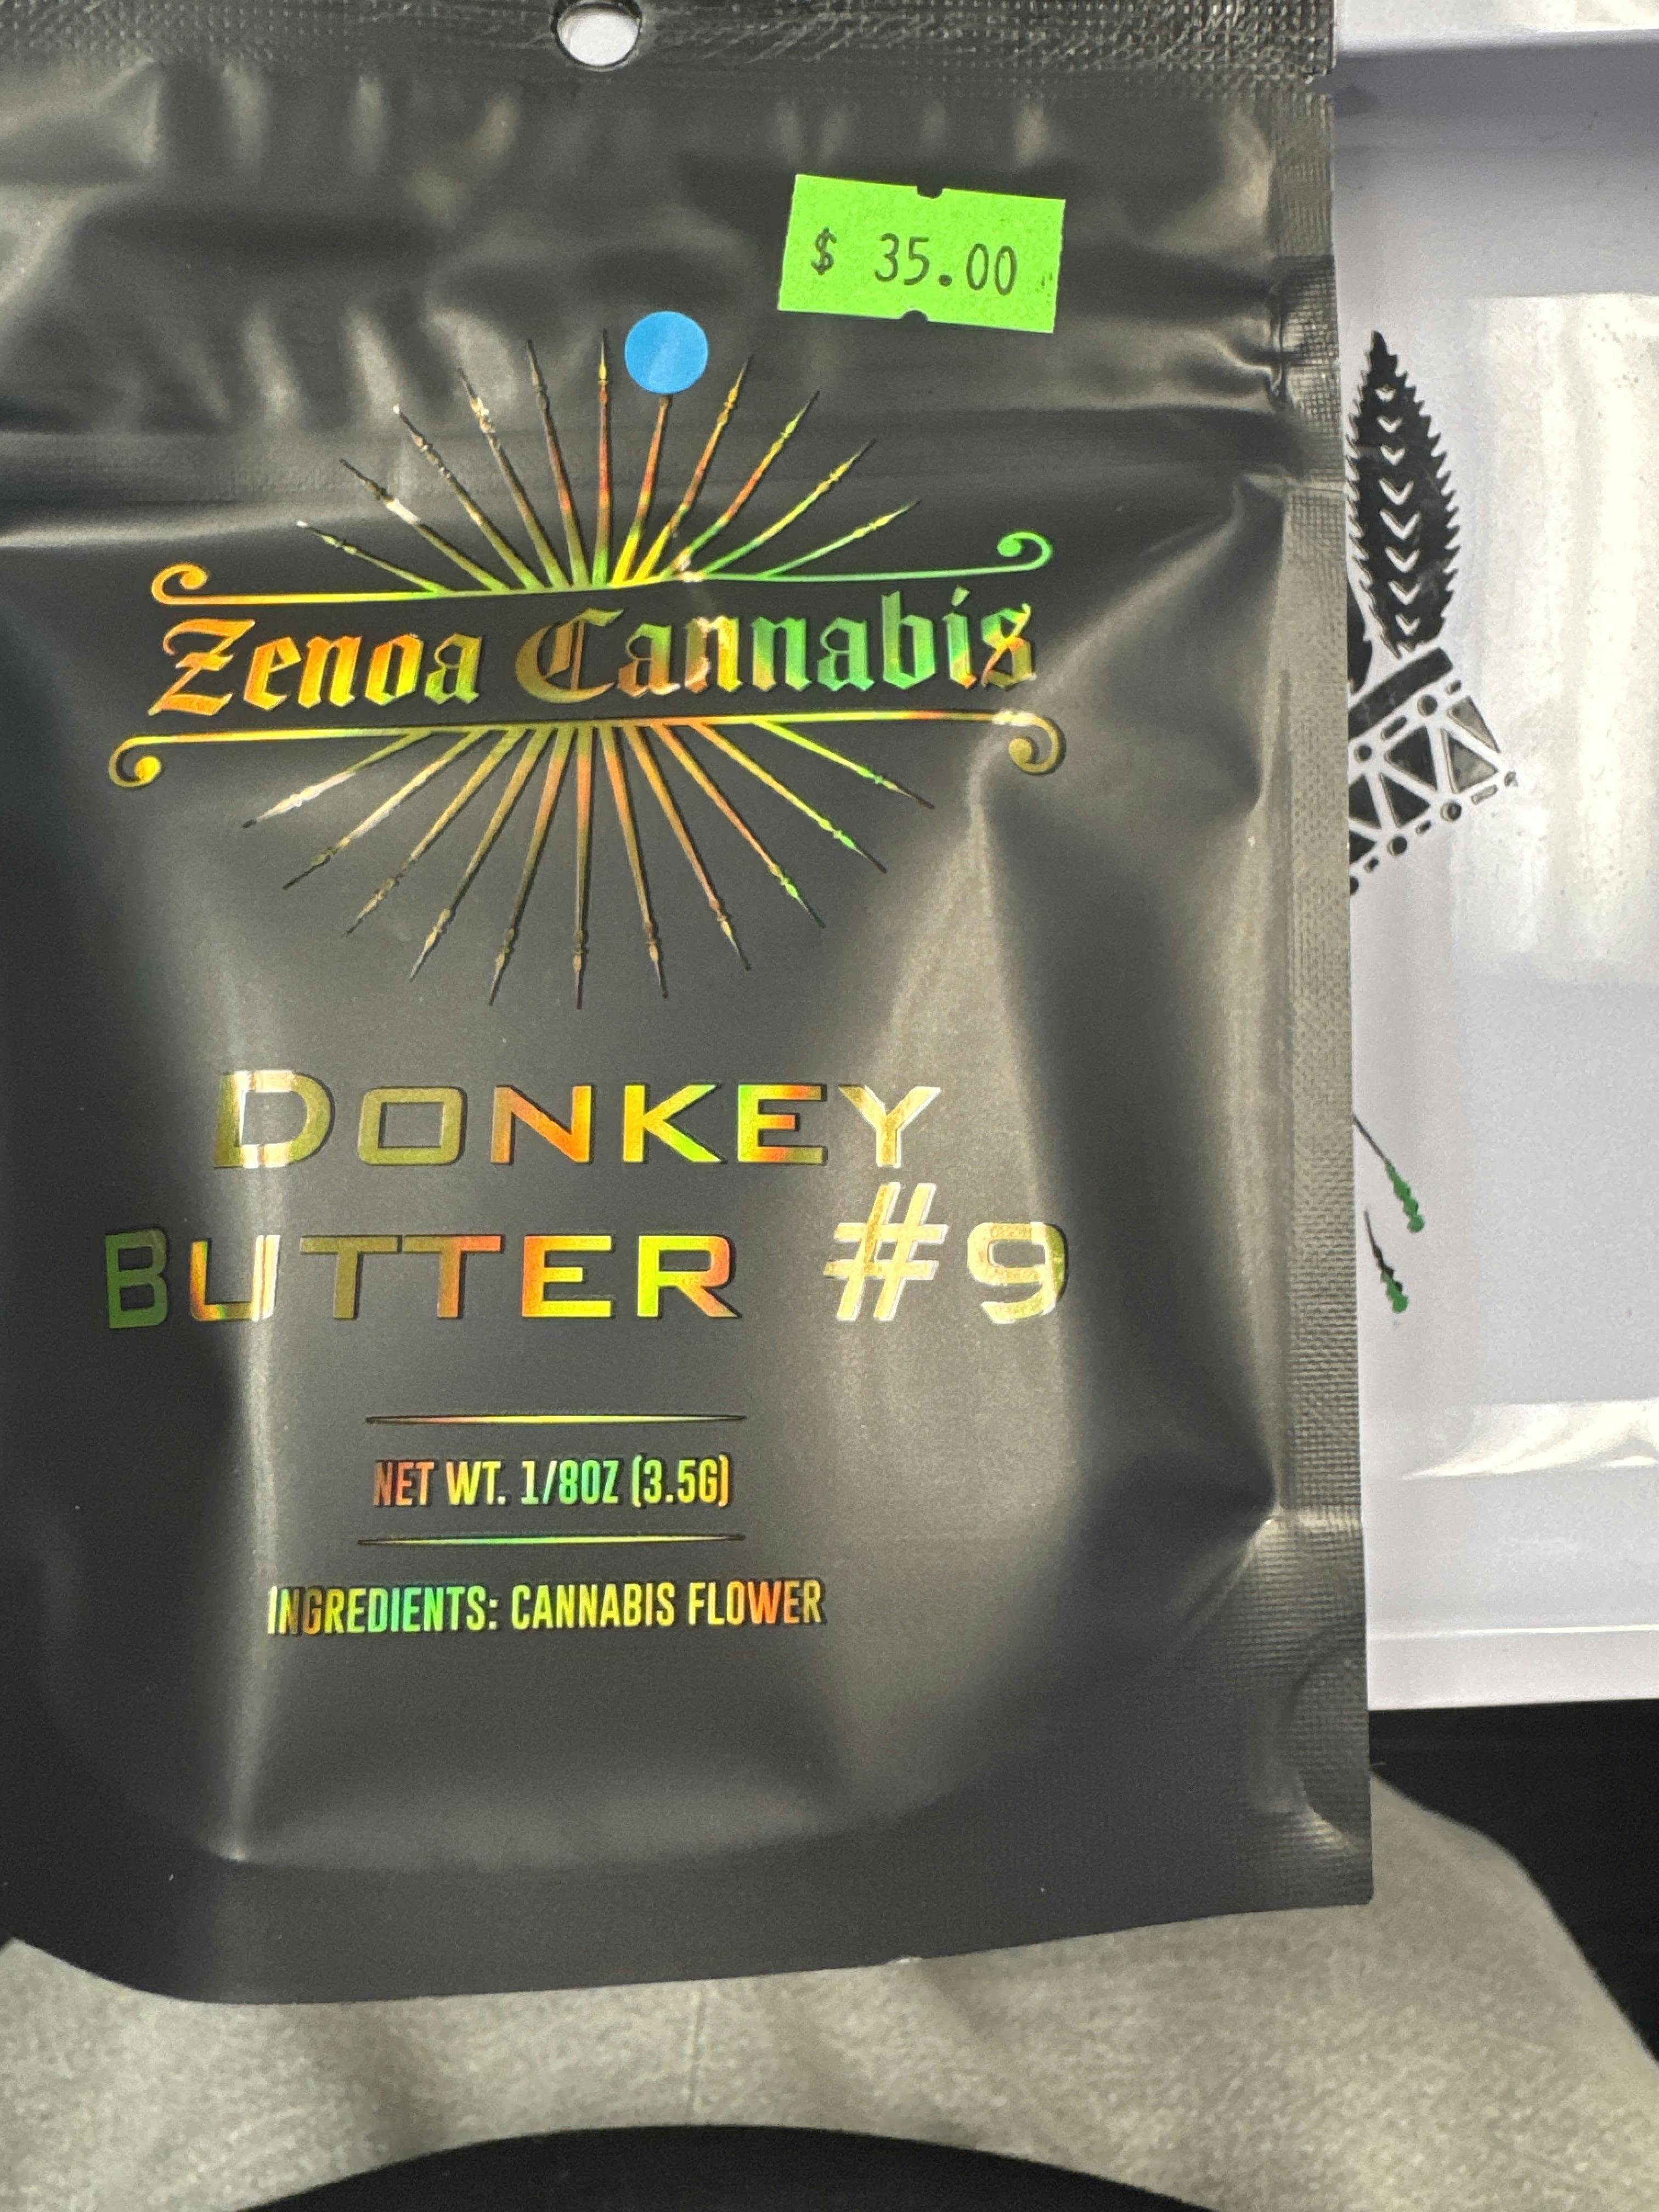 $ 35.00
Zenoa Cannabis
DONKEY
BUTTER #9
NET WT. 1/8OZ (3.5G)
INGREDIENTS: CANNABIS FLOWER